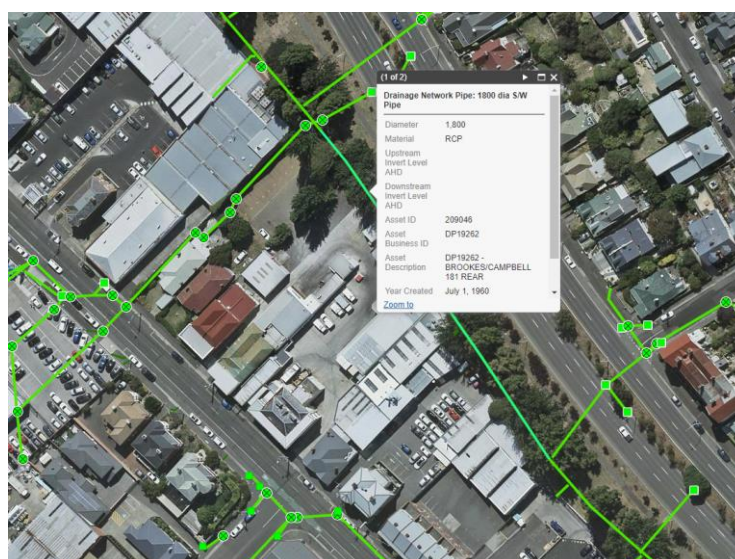 (1 of 2)
Drainage Network Pipe: 1800 dia S/W
Pipe
Diameter 1,800
Material RCP
Upstream
Invert Level
AHD
Downstream
Invert Level
AHD
Asset ID 209046
Asset DP19262
Business ID
Asset DP19262 -
Description BROOKES/CAMPBELL
181 REAR
Year Created July 1, 1960
Zoom to